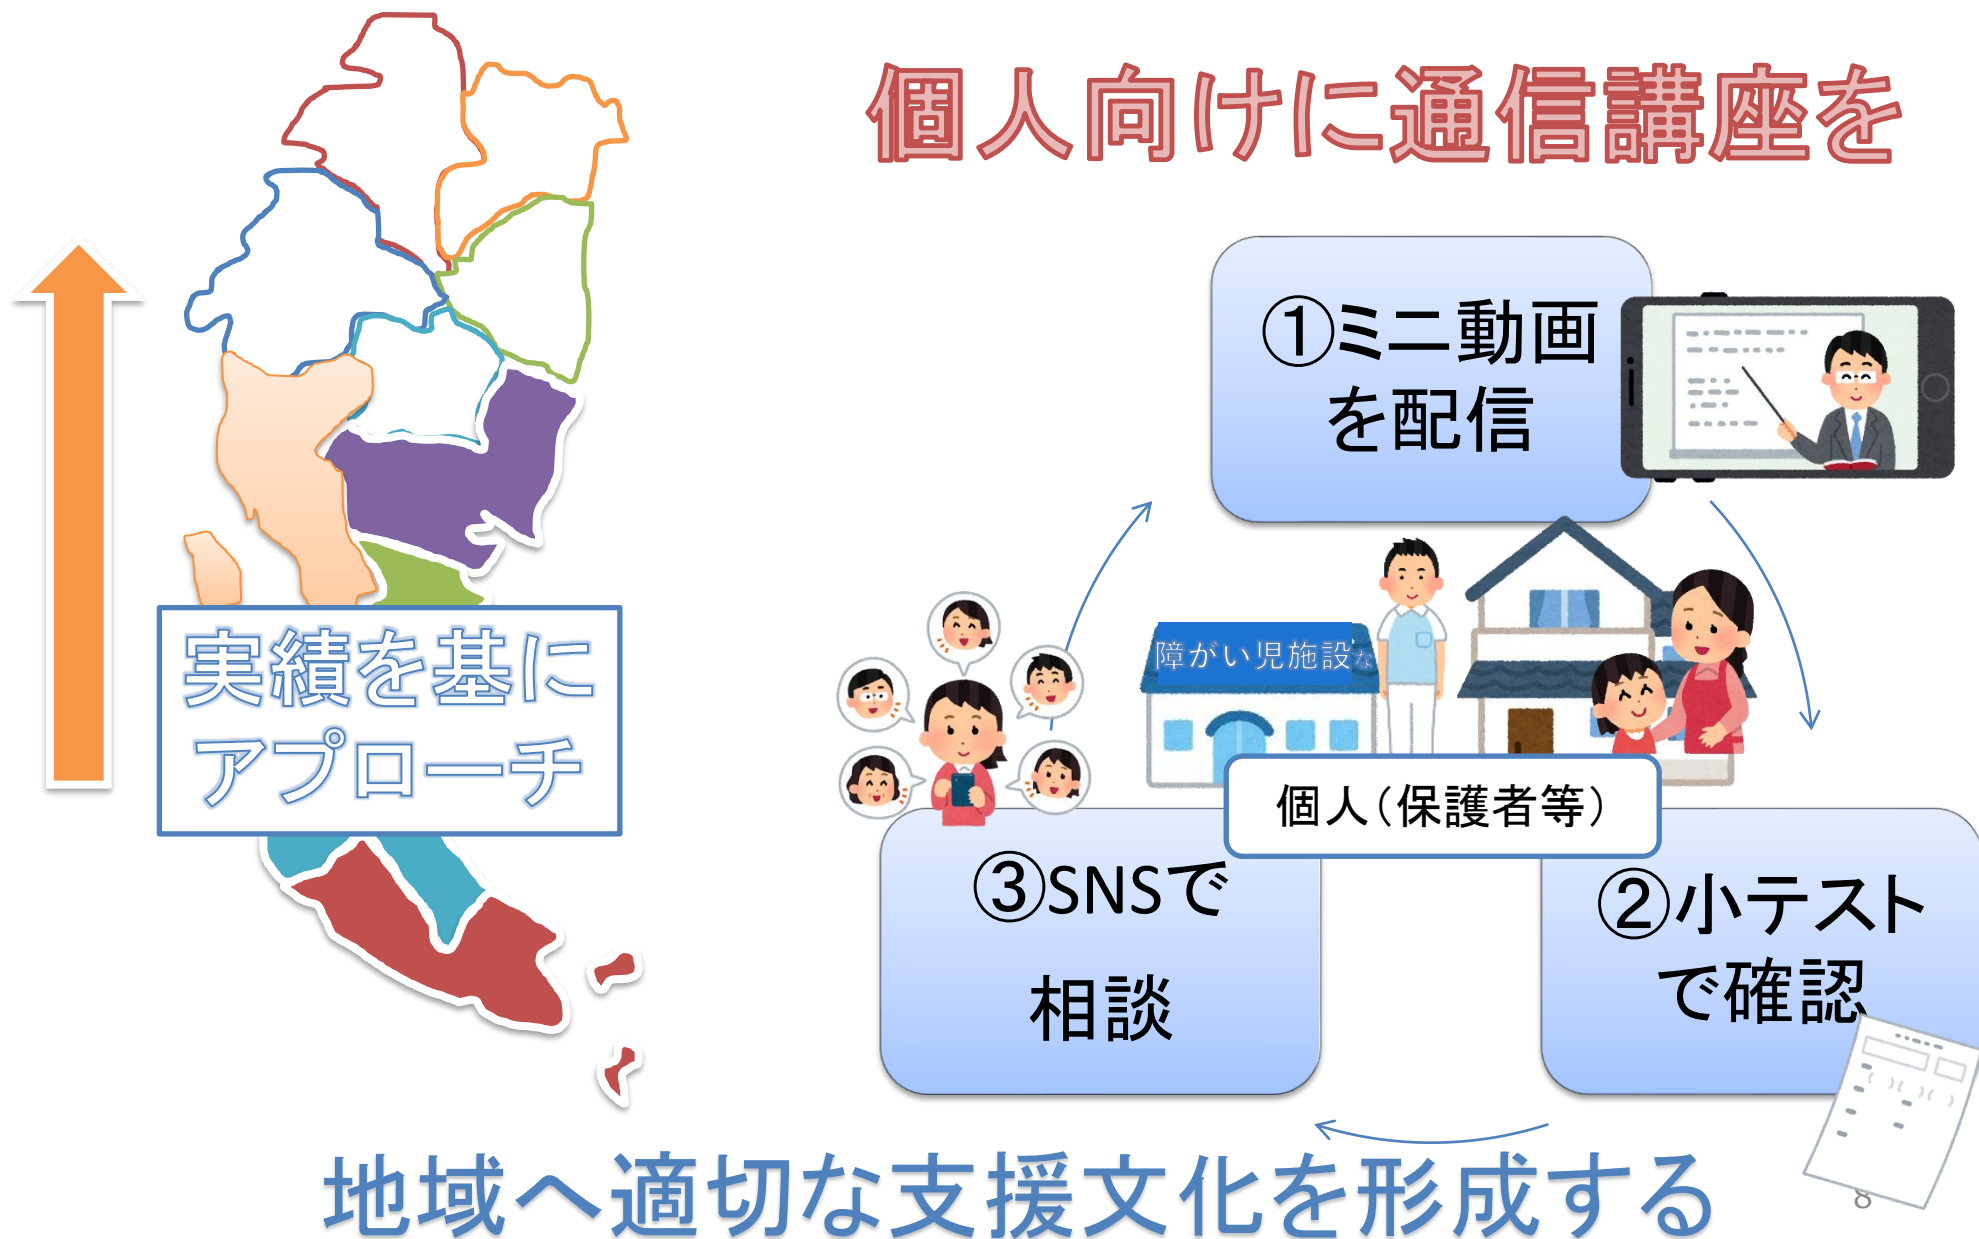 個人向けに通信講座を
①ミニ動画
を配信
障がい児施設な
実績を基に
アプローチ
個人(保護者等)
③SNSで
相談
②小テスト
で確認
地域へ適切な支援文化を形成する
8